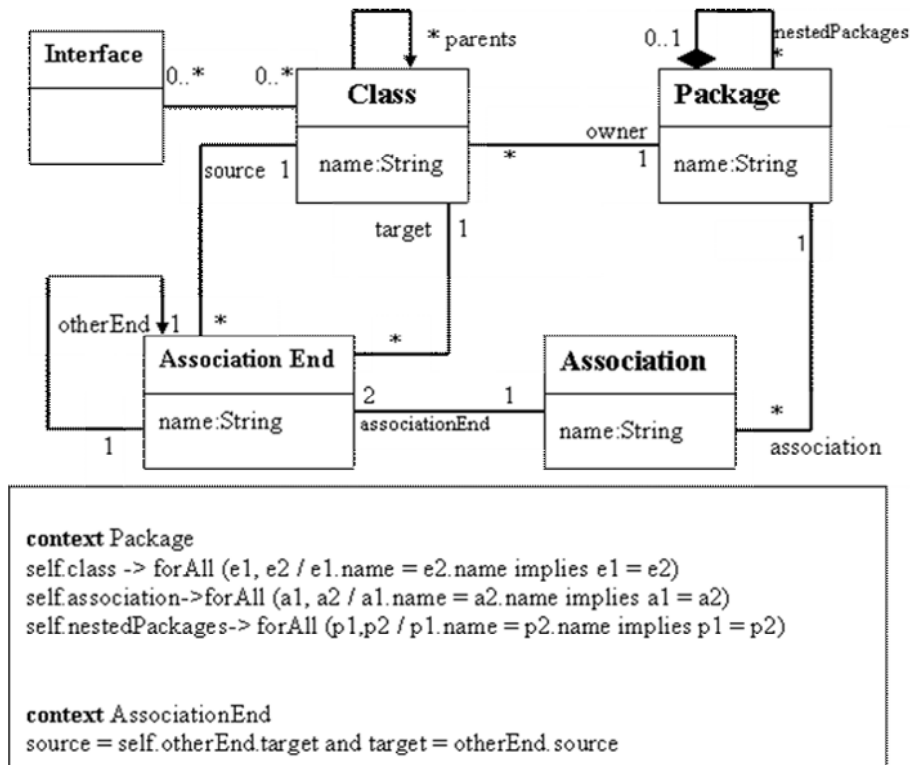 * parents
0..1
nestedPackages
*
Interface
0..*
0..*
Class
Package
owner
name:String
*
1
name:String
source 1
target 1
1
otherEnd 1
*
*
Association End
Association
2
1
*
name:String
associationEnd
name:String
1
association
context Package
self.class -> forAll (e1, e2 / e1.name = e2.name implies e1 = e2)
self.association->forAll (a1, a2 / a1.name = a2.name implies a1 = a2)
self.nestedPackages-> forAll (p1,p2 / p1.name = p2.name implies p1 = p2)
context AssociationEnd
source = self.otherEnd.target and target = otherEnd.source